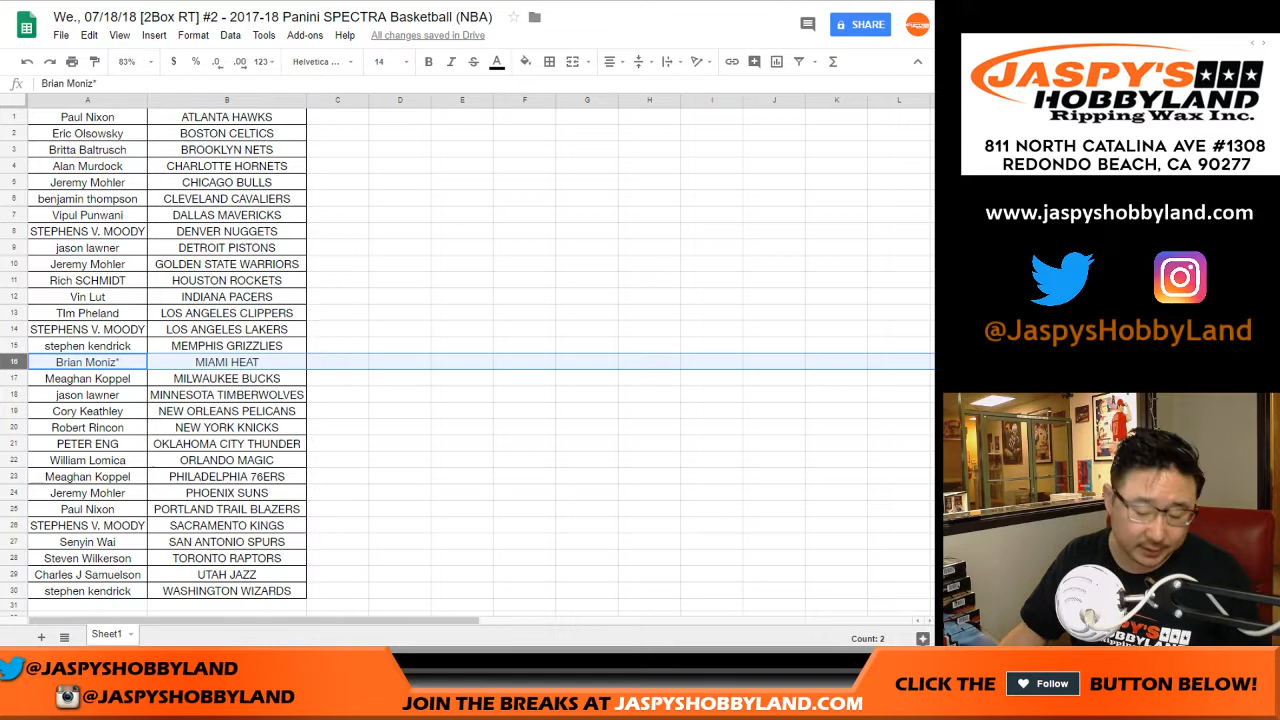 We., 07/18/18 [2Box RT] #2 - 2017-18 Panini SPECTRA Basketball (NBA)
File Edit View Insert Format Data Tools Add-ons Help All changes saved in Drive
SHARE
83% $ % .0 .00 123 Helvetica ... 14 B I S A
fx Brian Moniz*
A B C D E F G H I J K L
1 Paul Nixon ATLANTA HAWKS
2 Eric Olsowsky BOSTON CELTICS
3 Britta Baltrusch BROOKLYN NETS
4 Alan Murdock CHARLOTTE HORNETS
5 Jeremy Mohler CHICAGO BULLS
6 benjamin thompson CLEVELAND CAVALIERS
7 Vipul Punwani DALLAS MAVERICKS
8 STEPHENS V. MOODY DENVER NUGGETS
9 jason lawner DETROIT PISTONS
10 Jeremy Mohler GOLDEN STATE WARRIORS
11 Rich SCHMIDT HOUSTON ROCKETS
12 Vin Lut INDIANA PACERS
13 TIm Pheland LOS ANGELES CLIPPERS
14 STEPHENS V. MOODY LOS ANGELES LAKERS
15 stephen kendrick MEMPHIS GRIZZLIES
16 Brian Moniz* MIAMI HEAT
17 Meaghan Koppel MILWAUKEE BUCKS
18 jason lawner MINNESOTA TIMBERWOLVES
19 Cory Keathley NEW ORLEANS PELICANS
20 Robert Rincon NEW YORK KNICKS
21 PETER ENG OKLAHOMA CITY THUNDER
22 William Lomica ORLANDO MAGIC
23 Meaghan Koppel PHILADELPHIA 76ERS
24 Jeremy Mohler PHOENIX SUNS
25 Paul Nixon PORTLAND TRAIL BLAZERS
26 STEPHENS V. MOODY SACRAMENTO KINGS
27 Senyin Wai SAN ANTONIO SPURS
28 Steven Wilkerson TORONTO RAPTORS
29 Charles J Samuelson UTAH JAZZ
30 stephen kendrick WASHINGTON WIZARDS
31
Sheet1
Count: 2
JASPY'S
HOBBYLAND
Ripping Wax Inc.
811 NORTH CATALINA AVE #1308
REDONDO BEACH, CA 90277
www.jaspyshobbyland.com
@JaspysHobbyLand
JASPY'S
HOBBYLAND
@JASPYSHOBBYLAND
@JASPYSHOBBYLAND
JOIN THE BREAKS AT JASPYSHOBBYLAND.COM
CLICK THE Follow BUTTON BELOW!